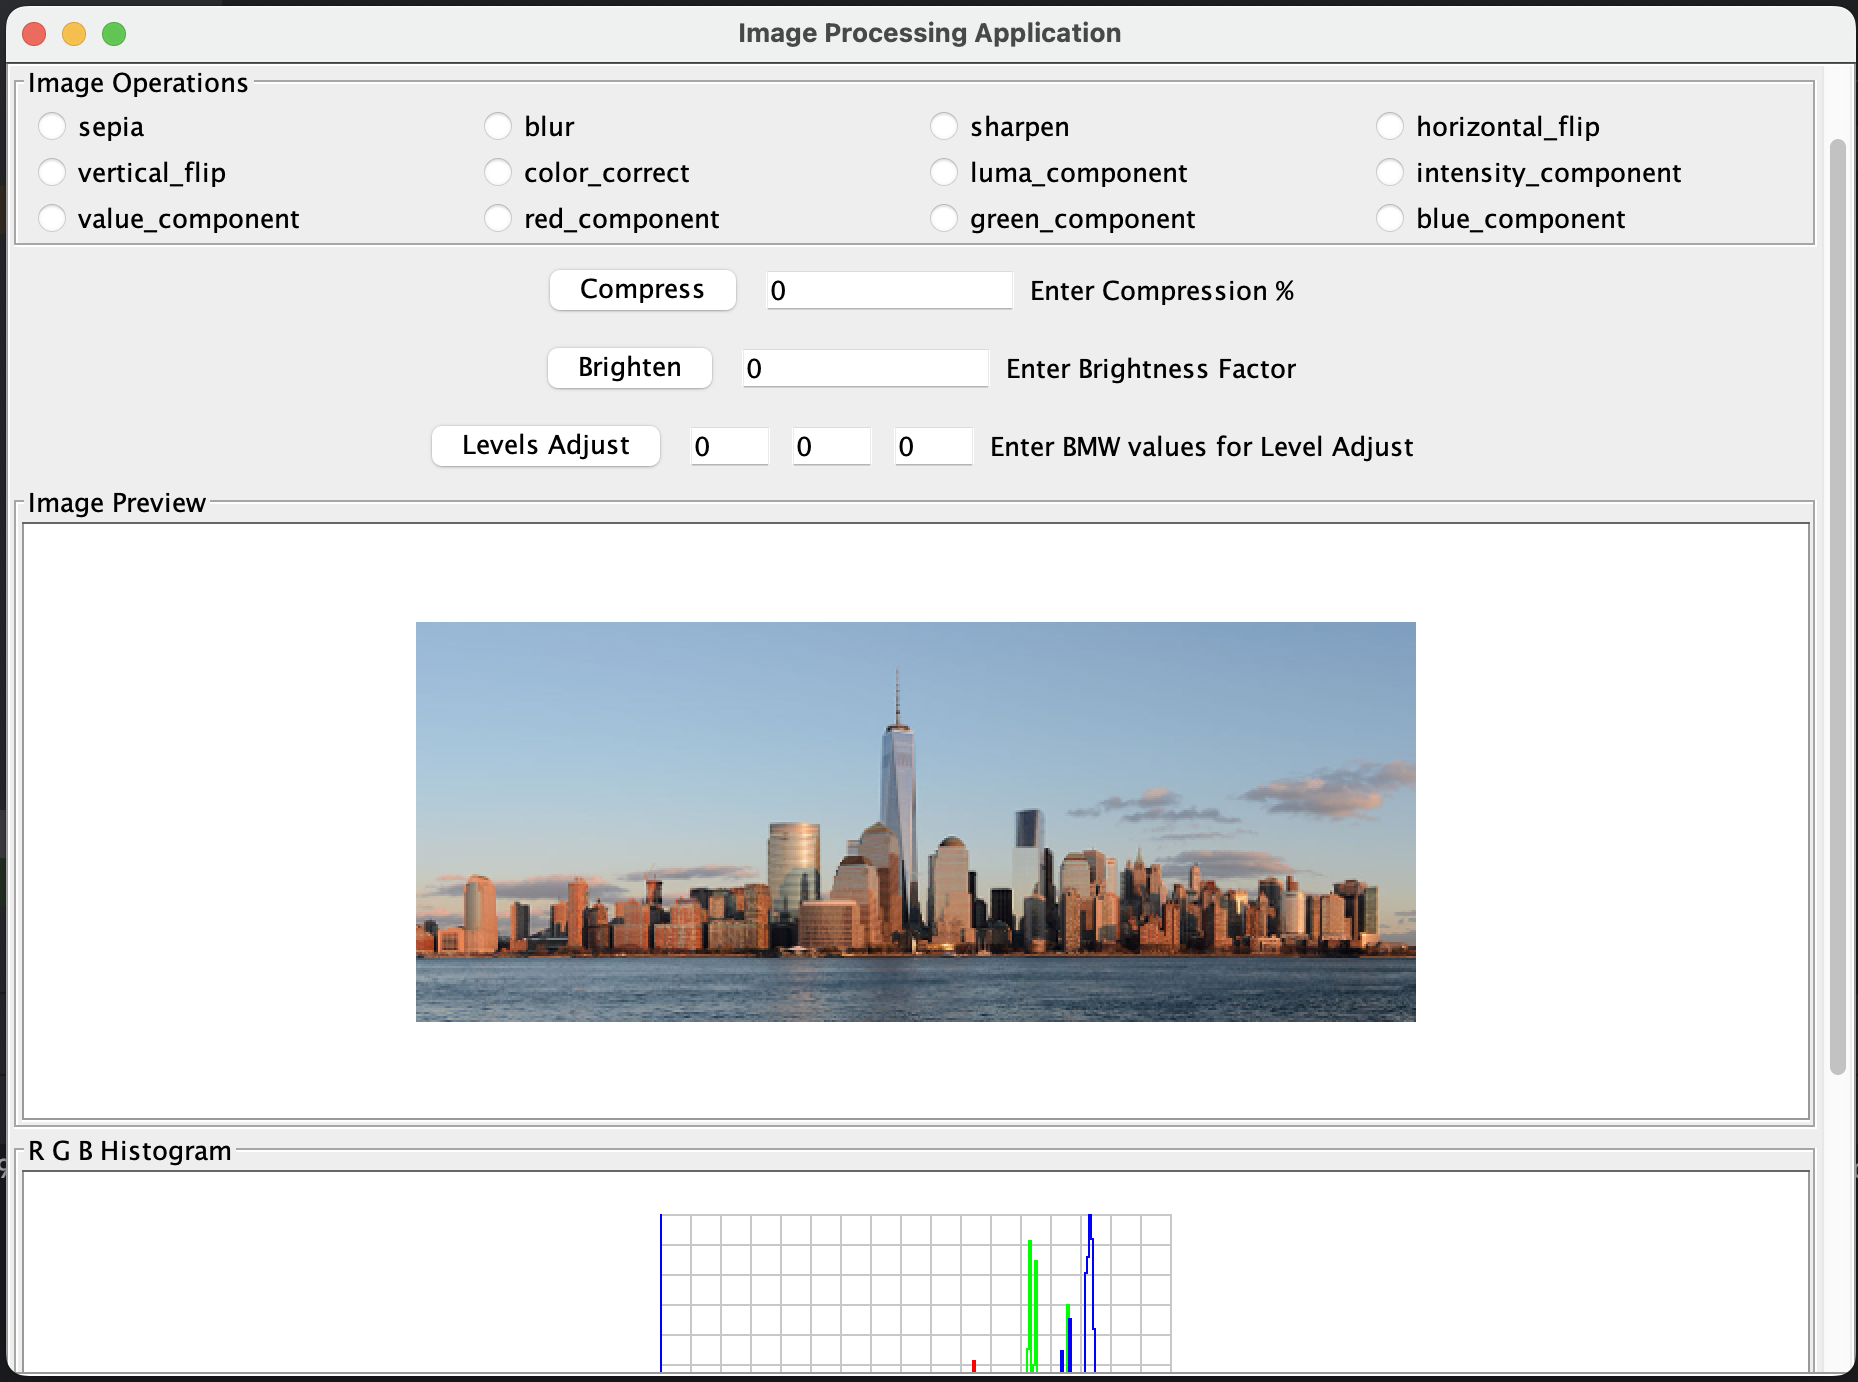 Image Processing Application
Image Operations
sepia blur sharpen horizontal_flip
vertical_flip color_correct luma_component intensity_component
value_component red_component green_component blue_component
Compress 0 Enter Compression %
Brighten 0 Enter Brightness Factor
Levels Adjust 0 0 0 Enter BMW values for Level Adjust
Image Preview
R G B Histogram